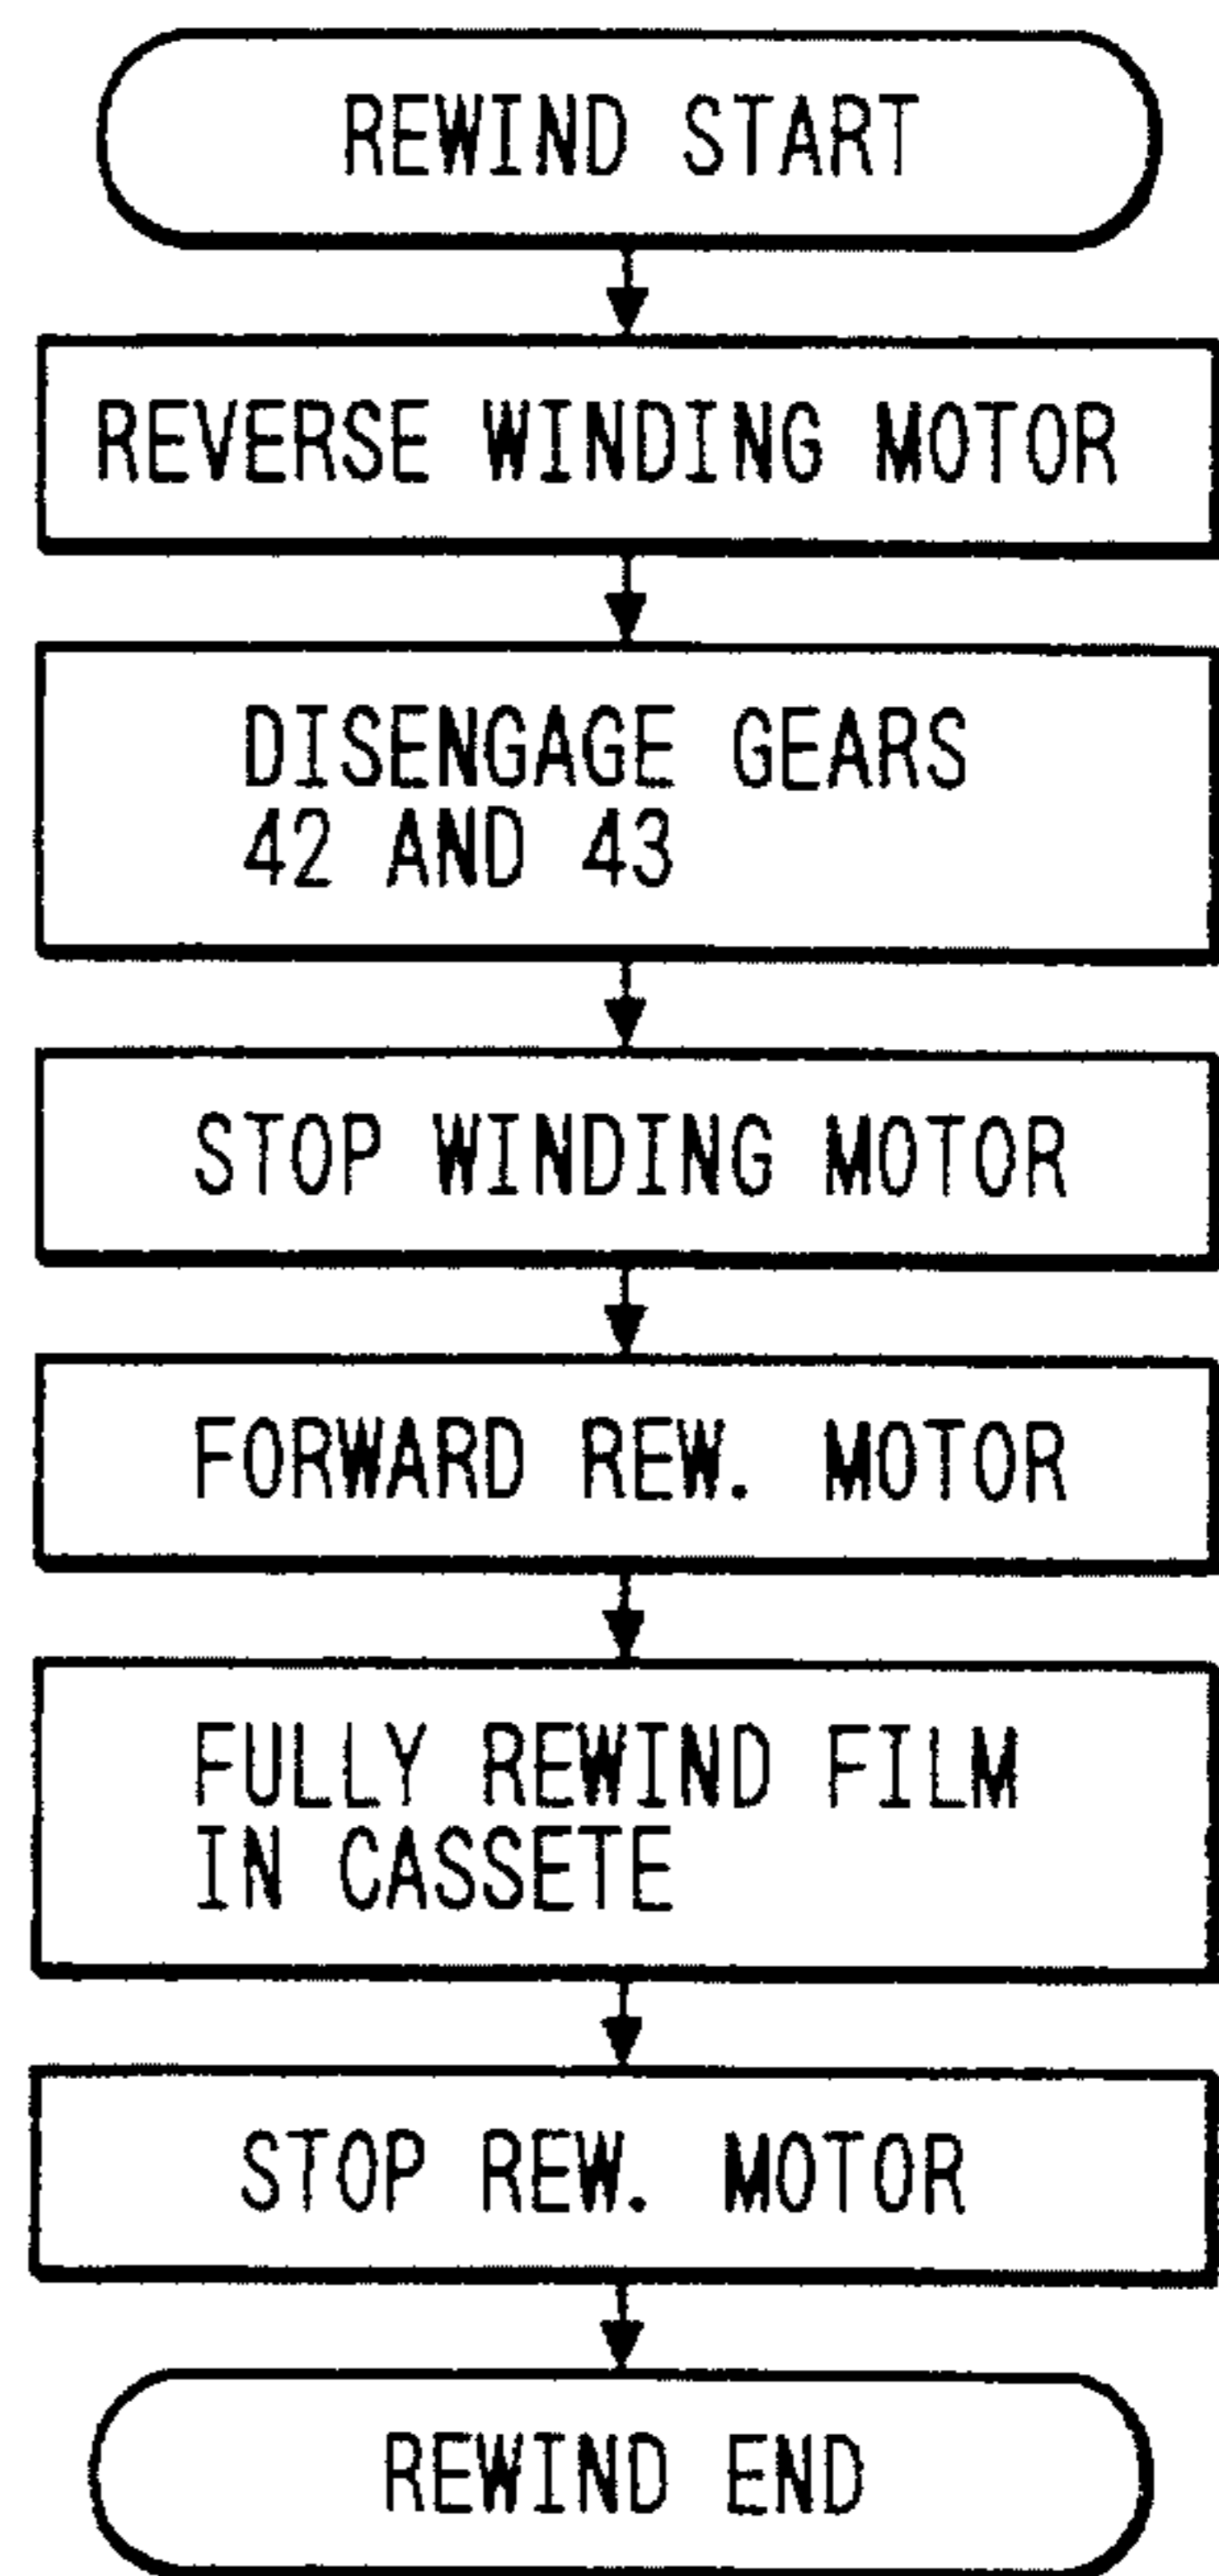 REWIND START
REVERSE WINDING MOTOR
DISENGAGE GEARS
42 AND 43
STOP WINDING MOTOR
FORWARD REW. MOTOR
FULLY REWIND FILM
IN CASSETE
STOP REW. MOTOR
REWIND END